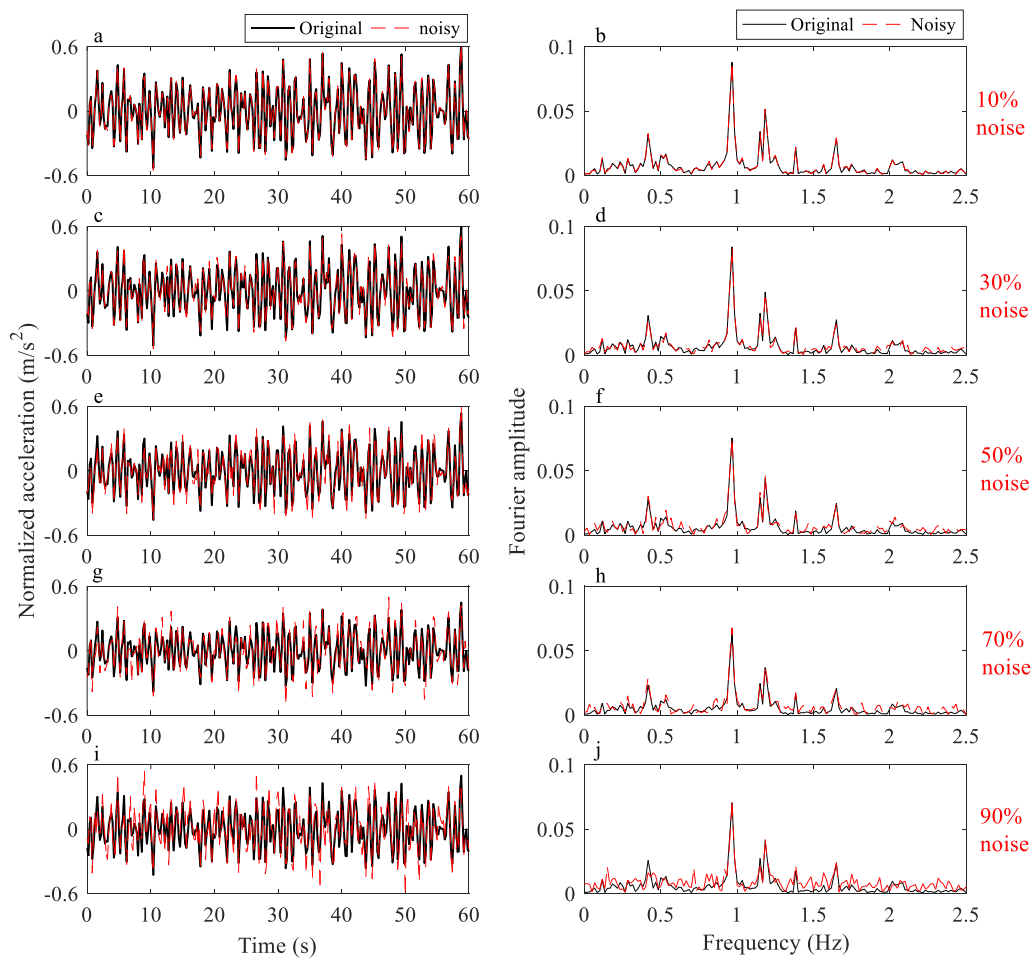 Original noisy
Original Noisy
a
0.6
0
-0.6
0 10 20 30 40 50 60
b
0.1
0.05
0
0 0.5 1 1.5 2 2.5
10%
noise
c
0.6
0
-0.6
0 10 20 30 40 50 60
d
0.1
0.05
0
0 0.5 1 1.5 2 2.5
30%
noise
e
0.6
0
-0.6
0 10 20 30 40 50 60
f
0.1
0.05
0
0 0.5 1 1.5 2 2.5
50%
noise
g
0.6
0
-0.6
0 10 20 30 40 50 60
h
0.1
0.05
0
0 0.5 1 1.5 2 2.5
70%
noise
i
0.6
0
-0.6
0 10 20 30 40 50 60
j
0.1
0.05
0
0 0.5 1 1.5 2 2.5
90%
noise
Normalized acceleration (m/s²)
Fourier amplitude
Time (s)
Frequency (Hz)